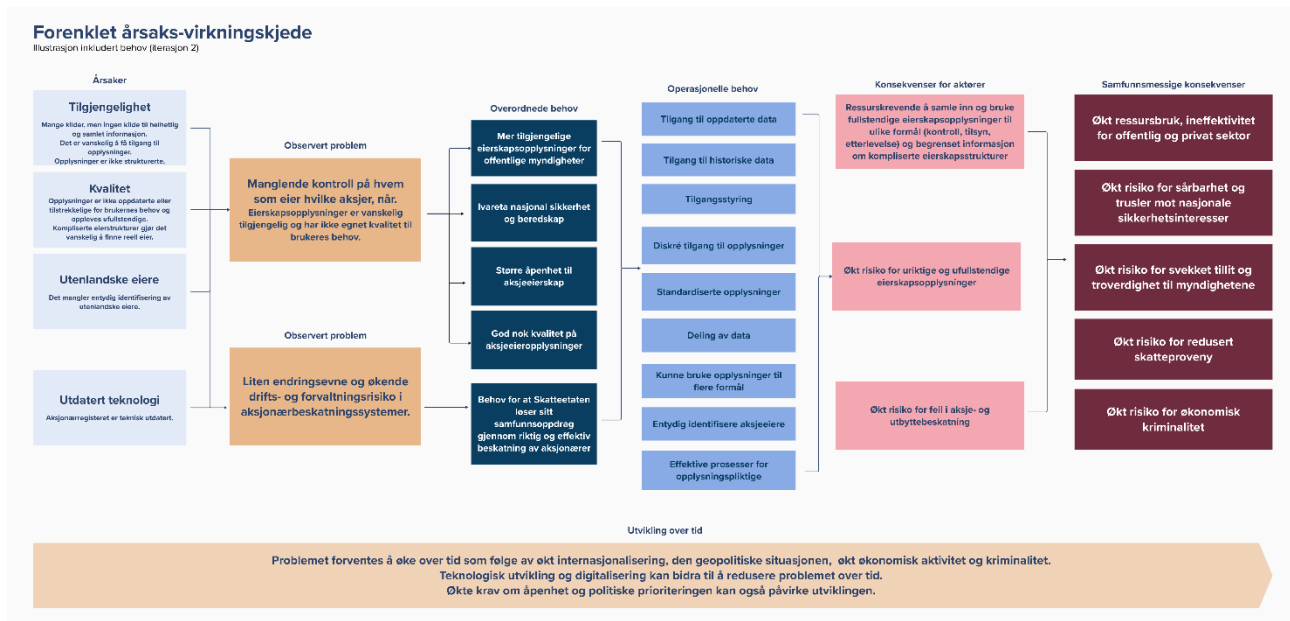 Forenklet årsaks-virkningskjede
Illustrasjon inkludert behov (iterasjon 2)
Årsaker
Tilgjengelighet
Mange kilder, men ingen kilde til helhetlig
og samlet informasjon.
Det er vanskelig å få tilgang til
opplysninger.
Opplysninger er ikke strukturerte.
Kvalitet
Opplysninger er ikke oppdaterte eller
tilstrekkelige for brukernes behov og
oppleves ufullstendige.
Kompliserte eierstrukturer gjør det
vanskelig å finne reell eier.
Utenlandske eiere
Det mangler entydig identifisering av
utenlandske eiere.
Utdatert teknologi
Aksjonærregisteret er teknisk utdatert.
Observert problem
Manglende kontroll på hvem
som eier hvilke aksjer, når.
Eierskapsopplysninger er vanskelig
tilgjengelig og har ikke egnet kvalitet til
brukeres behov.
Observert problem
Liten endringsevne og økende
drifts- og forvaltningsrisiko i
aksjonærbeskatningssystemer.
Overordnede behov
Mer tilgjengelige
eierskapsopplysninger for
offentlige myndigheter
Ivareta nasjonal sikkerhet
og beredskap
Større åpenhet til
aksjeeierskap
God nok kvalitet på
aksjeeieropplysninger
Behov for at Skatteetaten
løser sitt
samfunnsoppdrag
gjennom riktig og effektiv
beskatning av aksjonærer
Operasjonelle behov
Tilgang til oppdaterte data
Tilgang til historiske data
Tilgangsstyring
Diskré tilgang til opplysninger
Standardiserte opplysninger
Deling av data
Kunne bruke opplysninger til
flere formål
Entydig identifisere aksjeeiere
Effektive prosesser for
opplysningspliktige
Konsekvenser for aktører
Ressurskrevende å samle inn og bruke
fullstendige eierskapsopplysninger til
ulike formål (kontroll, tilsyn,
etterlevelse) og begrenset informasjon
om kompliserte eierskapsstrukturer
Økt risiko for uriktige og ufullstendige
eierskapsopplysninger
Økt risiko for feil i aksje- og
utbyttebeskatning
Samfunnsmessige konsekvenser
Økt ressursbruk, ineffektivitet
for offentlig og privat sektor
Økt risiko for sårbarhet og
trusler mot nasjonale
sikkerhetsinteresser
Økt risiko for svekket tillit og
troverdighet til myndighetene
Økt risiko for redusert
skatteproveny
Økt risiko for økonomisk
kriminalitet
Utvikling over tid
Problemet forventes å øke over tid som følge av økt internasjonalisering, den geopolitiske situasjonen, økt økonomisk aktivitet og kriminalitet.
Teknologisk utvikling og digitalisering kan bidra til å redusere problemet over tid.
Økte krav om åpenhet og politiske prioriteringen kan også påvirke utviklingen.